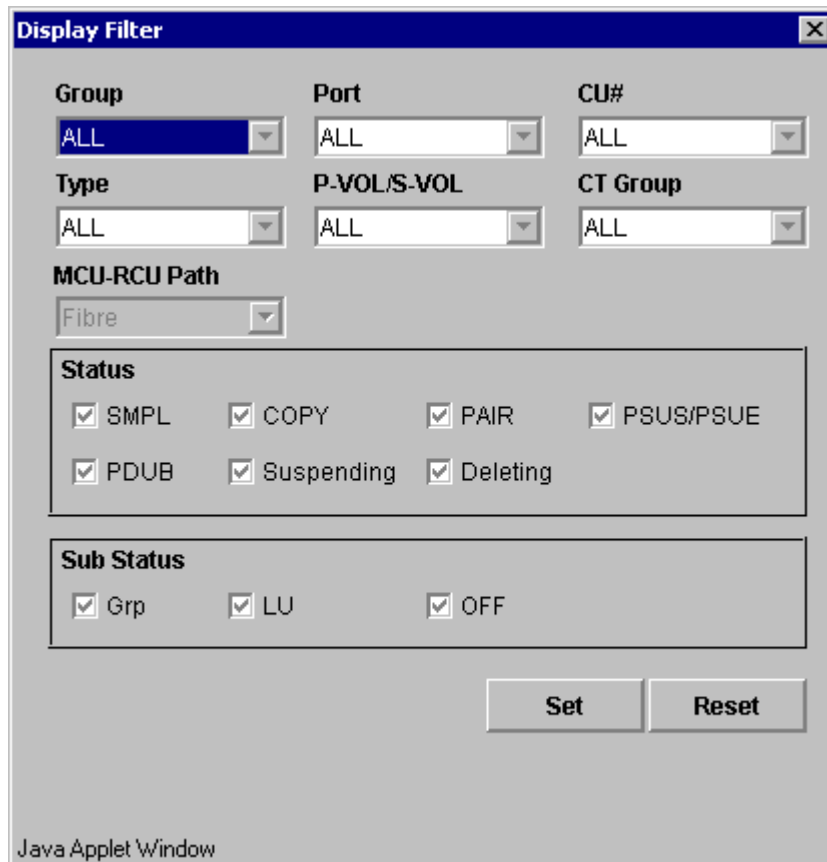 Display Filter
Group Port CU#
ALL ALL ALL
Type P-VOL/S-VOL CT Group
ALL ALL ALL
MCU-RCU Path
Fibre
Status
SMPL COPY PAIR PSUS/PSUE
PDUB Suspending Deleting
Sub Status
Grp LU OFF
Set Reset
Java Applet Window